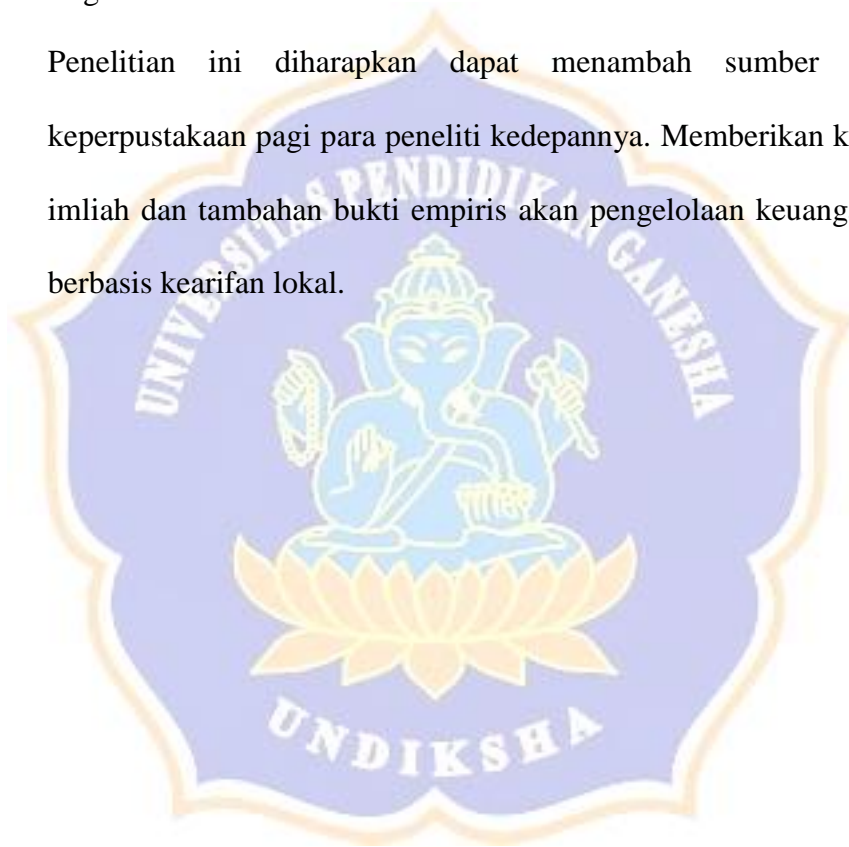 Penelitian ini diharapkan dapat menambah sumber
keperpustakaan pagi para peneliti kedepannya. Memberikan k
imliah dan tambahan bukti empiris akan pengelolaan keuang
berbasis kearifan lokal.
UNIVERSITAS PENDIDIKAN GANESHA
UNDIKSHA